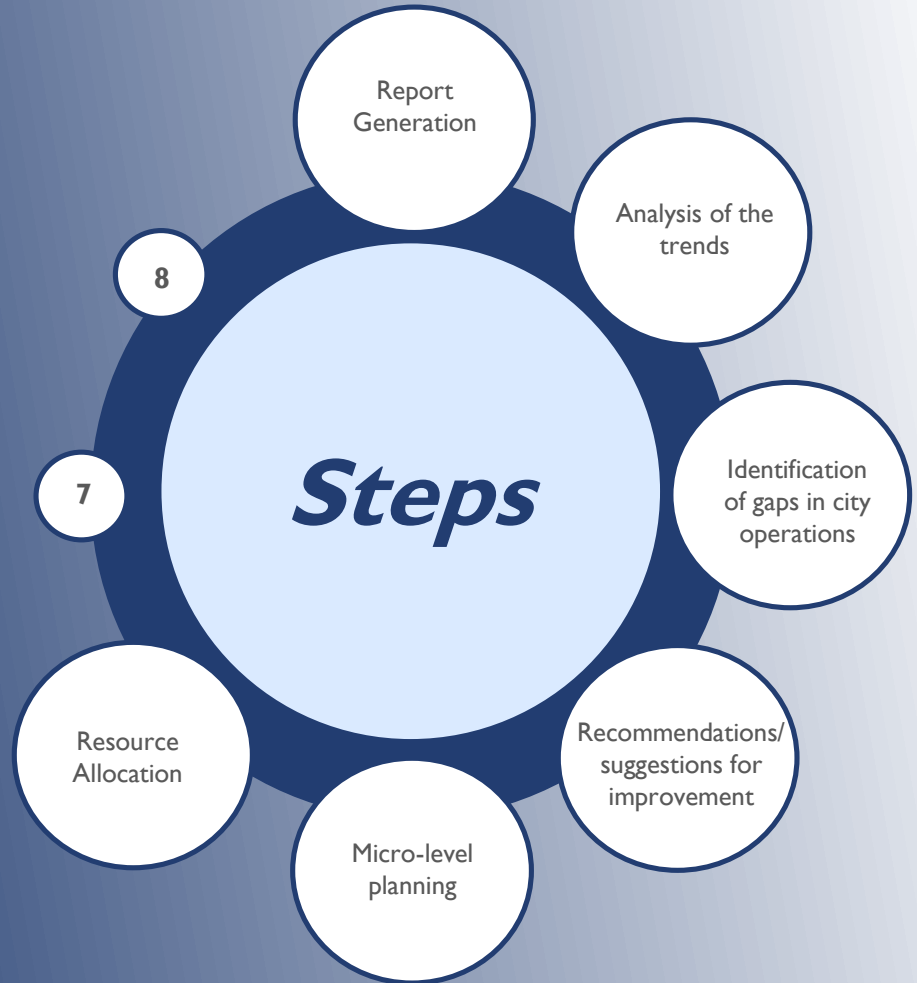 Report
Generation
Analysis of the
trends
Identification
of gaps in city
operations
Recommendations/
suggestions for
improvement
Micro-level
planning
Resource
Allocation
7
8
Steps